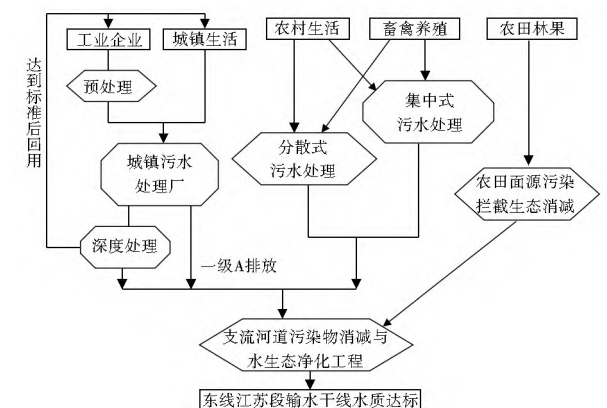 工业企业
城镇生活
农村生活
畜禽养殖
农田林果
达到标准后回用
预处理
集中式
污水处理
分散式
污水处理
城镇污水
处理厂
农田面源污染
拦截生态消减
深度处理
一级A排放
支流河道污染物消减与
水生态净化工程
东线江苏段输水干线水质达标